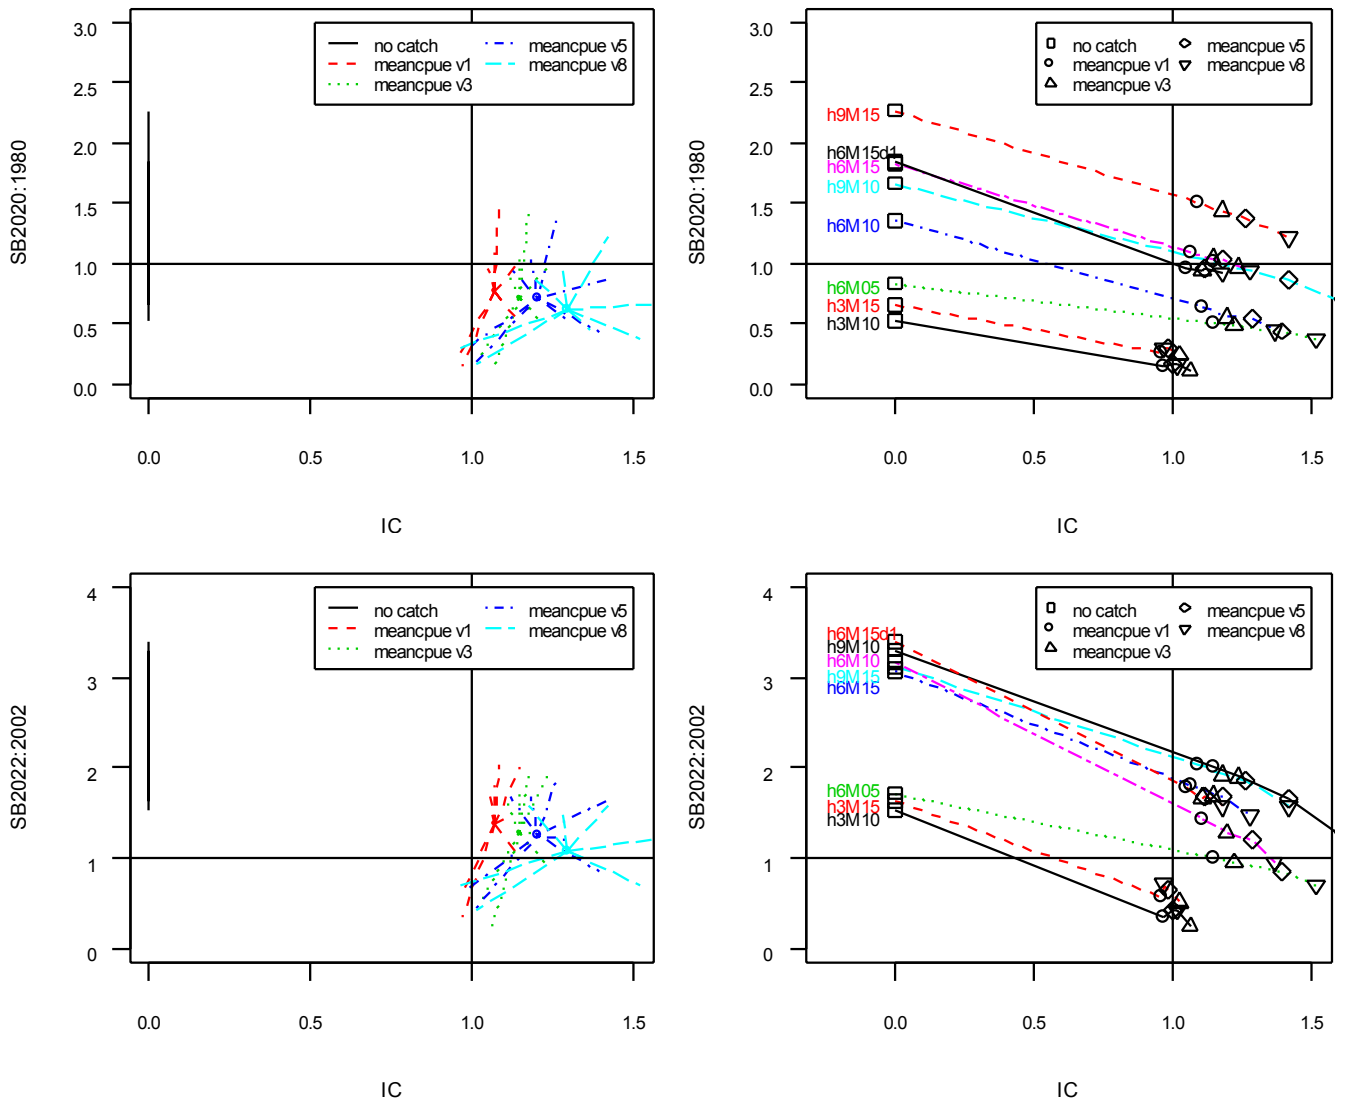 SB2020:1980
3.0
2.5
2.0
1.5
1.0
0.5
0.0
no catch
meancpue v1
meancpue v3
meancpue v5
meancpue v8
0.0 0.5 1.0 1.5
IC
SB2020:1980
3.0
2.5
2.0
1.5
1.0
0.5
0.0
no catch
meancpue v1
meancpue v3
meancpue v5
meancpue v8
h9M15
h6M15d1
h6M15
h9M10
h6M10
h6M05
h3M15
h3M10
0.0 0.5 1.0 1.5
IC
SB2022:2002
4
3
2
1
0
no catch
meancpue v1
meancpue v3
meancpue v5
meancpue v8
0.0 0.5 1.0 1.5
IC
SB2022:2002
4
3
2
1
0
no catch
meancpue v1
meancpue v3
meancpue v5
meancpue v8
h6M15d1
h9M10
h6M10
h9M15
h6M15
h6M05
h3M15
h3M10
0.0 0.5 1.0 1.5
IC